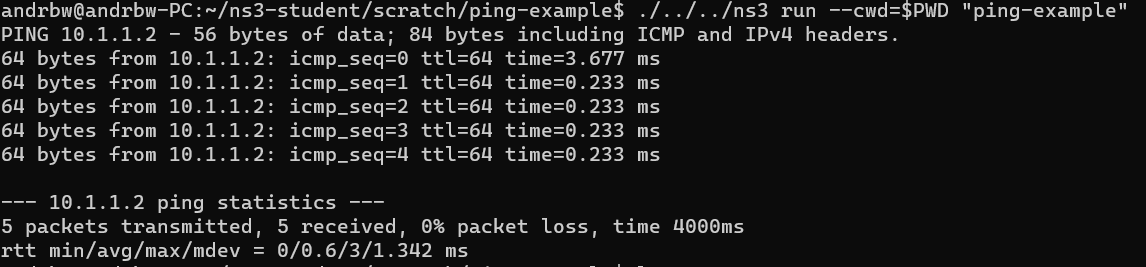 andrbw@andrbw-PC:~/ns3-student/scratch/ping-example$ ./../../ns3 run --cwd=$PWD "ping-example"
PING 10.1.1.2 - 56 bytes of data; 84 bytes including ICMP and IPv4 headers.
64 bytes from 10.1.1.2: icmp_seq=0 ttl=64 time=3.677 ms
64 bytes from 10.1.1.2: icmp_seq=1 ttl=64 time=0.233 ms
64 bytes from 10.1.1.2: icmp_seq=2 ttl=64 time=0.233 ms
64 bytes from 10.1.1.2: icmp_seq=3 ttl=64 time=0.233 ms
64 bytes from 10.1.1.2: icmp_seq=4 ttl=64 time=0.233 ms
--- 10.1.1.2 ping statistics ---
5 packets transmitted, 5 received, 0% packet loss, time 4000ms
rtt min/avg/max/mdev = 0/0.6/3/1.342 ms